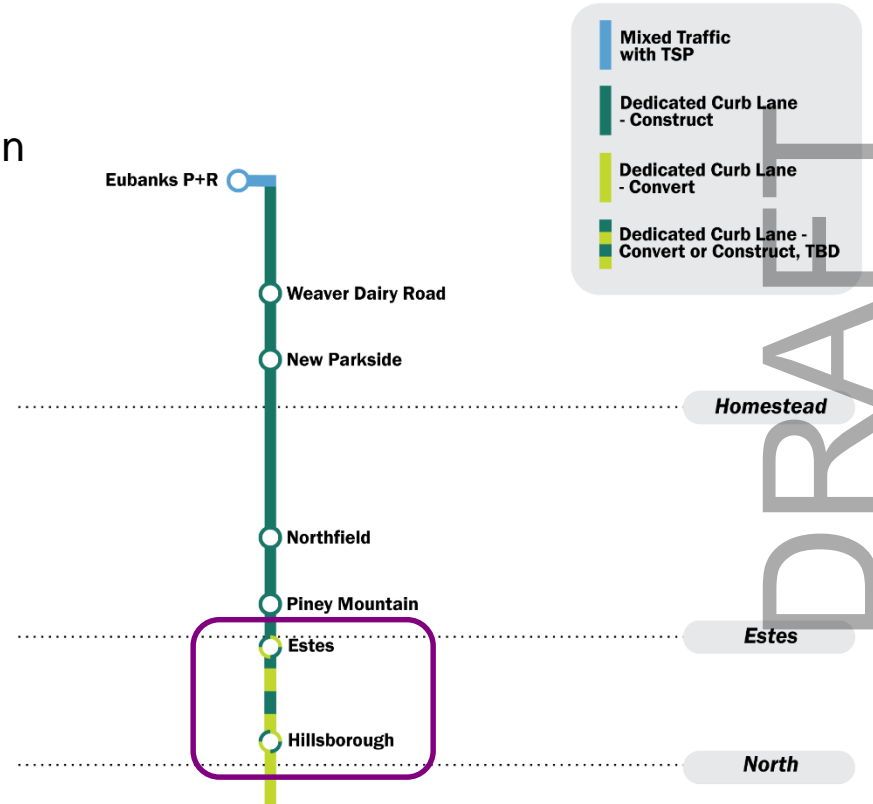 Mixed Traffic
with TSP
Dedicated Curb Lane
- Construct
n
Dedicated Curb Lane
- Convert
Eubanks P+R
Dedicated Curb Lane -
Convert or Construct, TBD
Weaver Dairy Road
New Parkside
Homestead
Northfield
Piney Mountain
Estes
Estes
Hillsborough
North
DRAFT